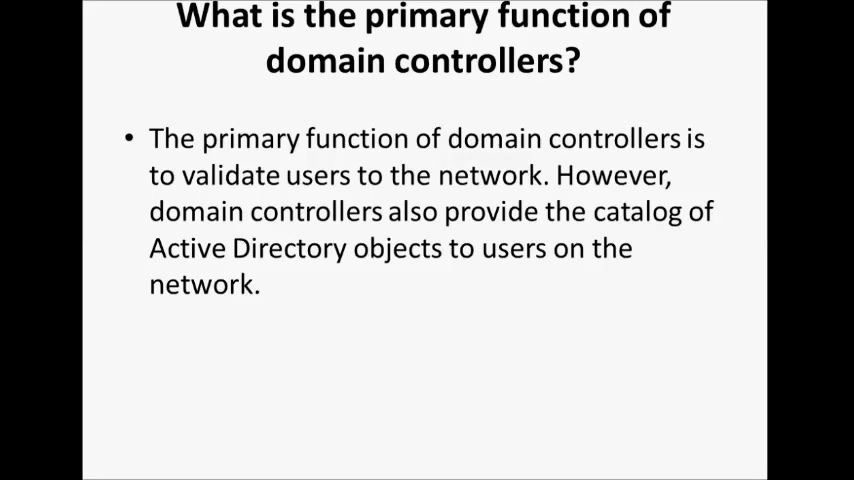 What is the primary function of
domain controllers?
• The primary function of domain controllers is
to validate users to the network. However,
domain controllers also provide the catalog of
Active Directory objects to users on the
network.